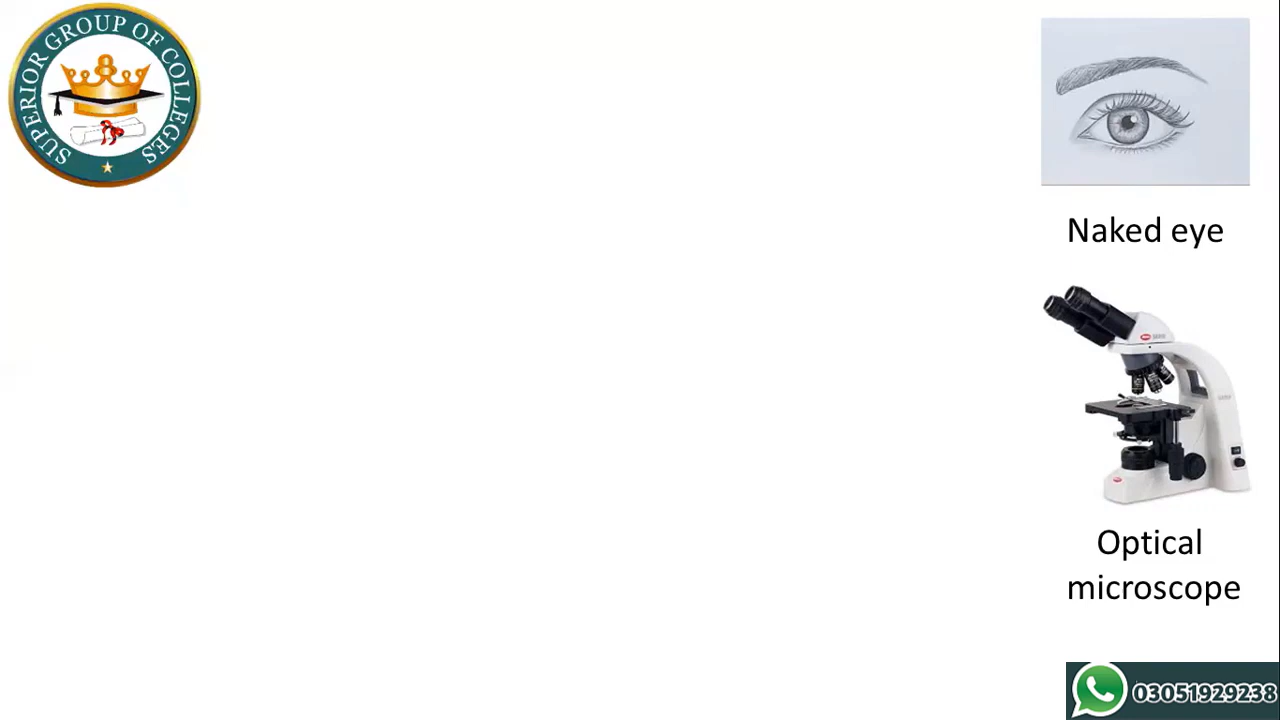 SUPERIOR GROUP OF COLLEGES
Naked eye
Optical
microscope
03051929238